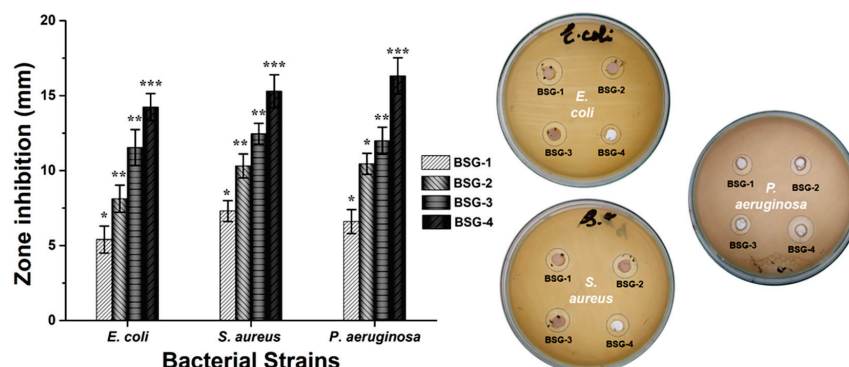 20
15
10
5
0
Zone inhibition (mm)
*
**
**
***
*
**
**
***
*
*
**
***
E. coli
S. aureus
P. aeruginosa
Bacterial Strains
BSG-1
BSG-2
BSG-3
BSG-4
E.coli
BSG-1
BSG-2
E.
coli
BSG-3
BSG-4
BSG-1
BSG-2
S.
aureus
BSG-3
BSG-4
BSG-1
BSG-2
P.
aeruginosa
BSG-3
BSG-4